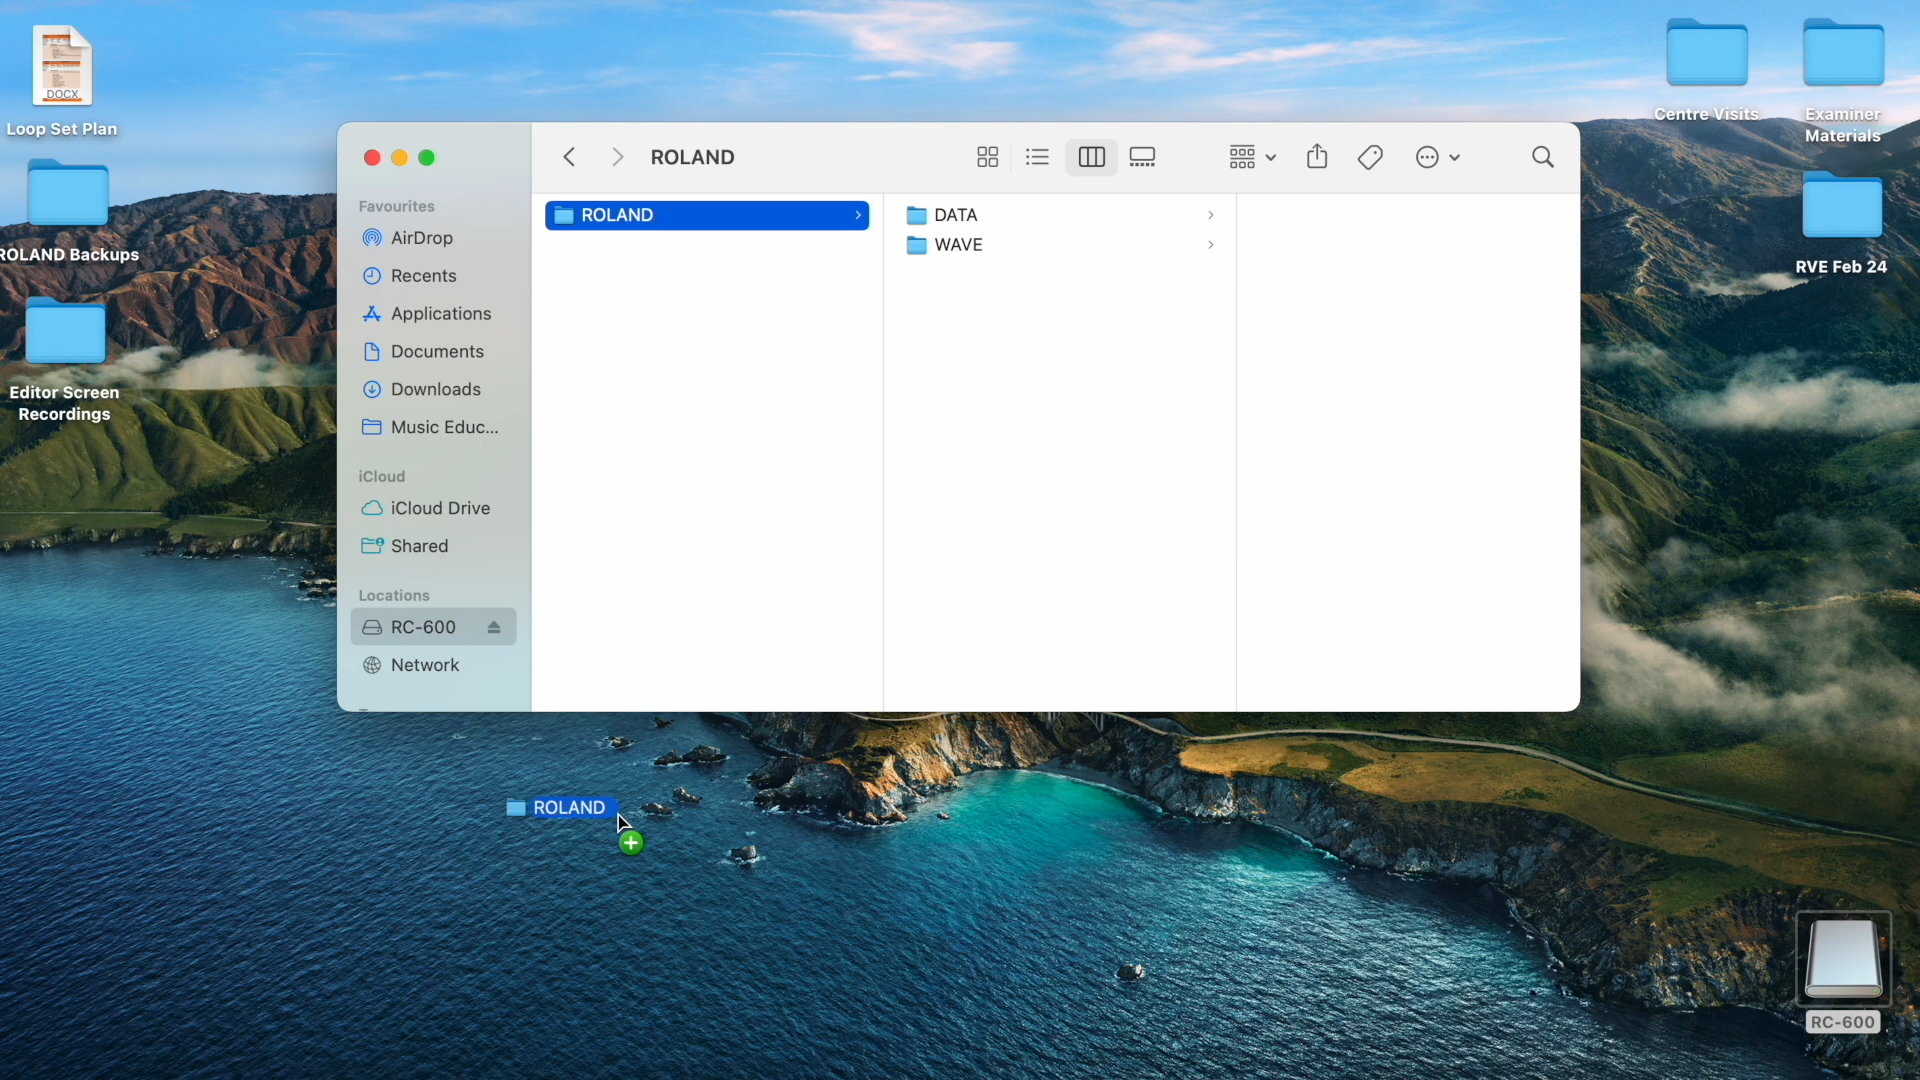 DOCX
Loop Set Plan
ROLAND Backups
Editor Screen
Recordings
ROLAND
Favourites
AirDrop
Recents
Applications
Documents
Downloads
Music Educ...
iCloud
iCloud Drive
Shared
Locations
RC-600
Network
ROLAND
DATA
WAVE
ROLAND
Centre Visits
Examiner
Materials
RVE Feb 24
RC-600